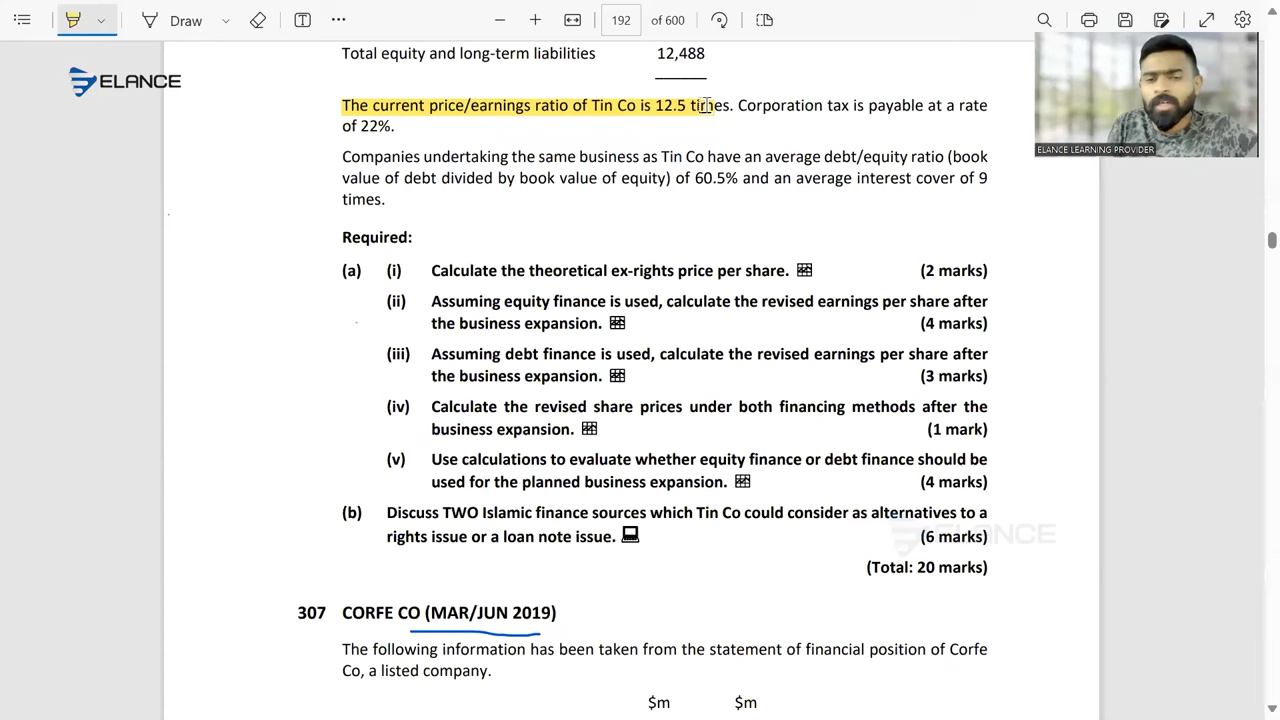 Draw
192 of 600
ELANCE
Total equity and long-term liabilities 12,488
The current price/earnings ratio of Tin Co is 12.5 times. Corporation tax is payable at a rate
of 22%.
Companies undertaking the same business as Tin Co have an average debt/equity ratio (book
value of debt divided by book value of equity) of 60.5% and an average interest cover of 9
times.
ELANCE LEARNING PROVIDER
Required:
(a) (i) Calculate the theoretical ex-rights price per share. (2 marks)
(ii) Assuming equity finance is used, calculate the revised earnings per share after
the business expansion. (4 marks)
(iii) Assuming debt finance is used, calculate the revised earnings per share after
the business expansion. (3 marks)
(iv) Calculate the revised share prices under both financing methods after the
business expansion. (1 mark)
(v) Use calculations to evaluate whether equity finance or debt finance should be
used for the planned business expansion. (4 marks)
(b) Discuss TWO Islamic finance sources which Tin Co could consider as alternatives to a
rights issue or a loan note issue. (6 marks)
ELANCE
(Total: 20 marks)
307 CORFE CO (MAR/JUN 2019)
The following information has been taken from the statement of financial position of Corfe
Co, a listed company.
$m $m